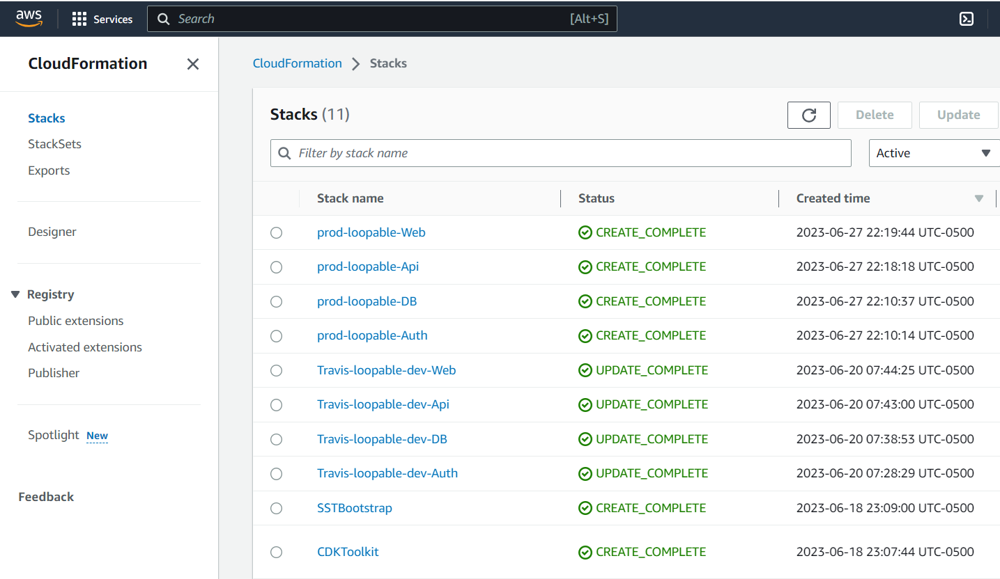 aws
Services
Search [Alt+S]
CloudFormation
CloudFormation > Stacks
Stacks
StackSets
Exports
Designer
Registry
Public extensions
Activated extensions
Publisher
Spotlight New
Feedback
Stacks (11)
Delete
Update
Filter by stack name
Active
Stack name Status Created time
prod-loopable-Web CREATE_COMPLETE 2023-06-27 22:19:44 UTC-0500
prod-loopable-Api CREATE_COMPLETE 2023-06-27 22:18:18 UTC-0500
prod-loopable-DB CREATE_COMPLETE 2023-06-27 22:10:37 UTC-0500
prod-loopable-Auth CREATE_COMPLETE 2023-06-27 22:10:14 UTC-0500
Travis-loopable-dev-Web UPDATE_COMPLETE 2023-06-20 07:44:25 UTC-0500
Travis-loopable-dev-Api UPDATE_COMPLETE 2023-06-20 07:43:00 UTC-0500
Travis-loopable-dev-DB UPDATE_COMPLETE 2023-06-20 07:38:53 UTC-0500
Travis-loopable-dev-Auth UPDATE_COMPLETE 2023-06-20 07:28:29 UTC-0500
SSTBootstrap CREATE_COMPLETE 2023-06-18 23:09:00 UTC-0500
CDKToolkit CREATE_COMPLETE 2023-06-18 23:07:44 UTC-0500